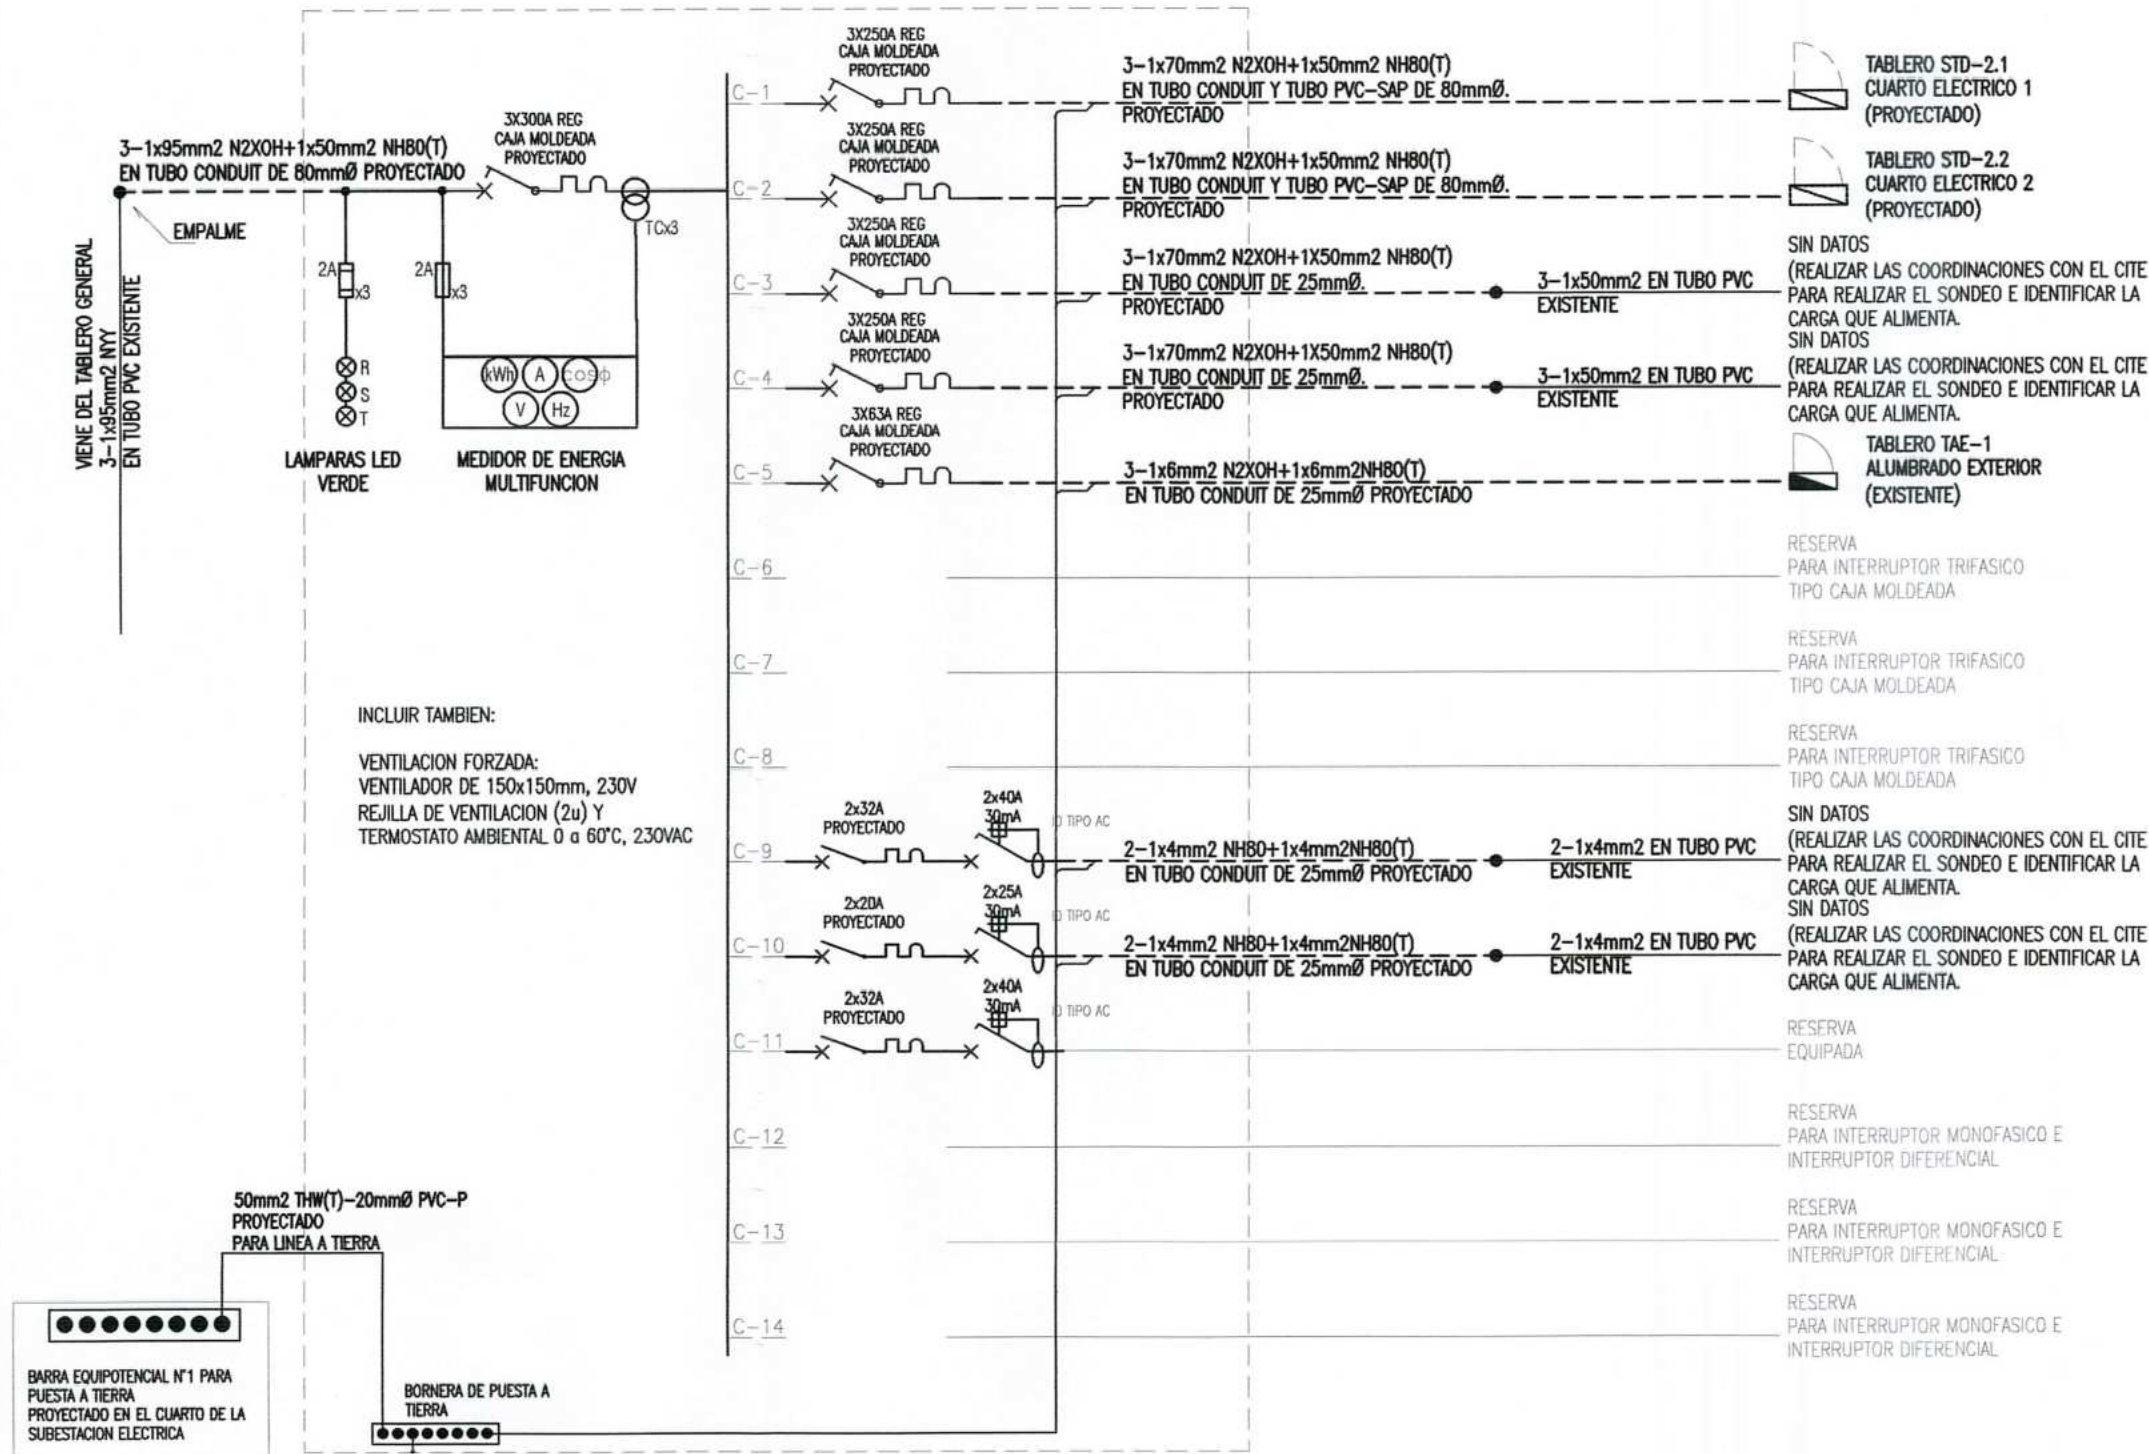 3X250A REG
CAJA MOLDEADA
PROYECTADO
C-1
3-1x70mm2 N2XOH+1x50mm2 NH80(T)
EN TUBO CONDUIT Y TUBO PVC-SAP DE 80mmØ.
PROYECTADO
TABLERO STD-2.1
CUARTO ELECTRICO 1
(PROYECTADO)
3-1x95mm2 N2XOH+1x50mm2 NH80(T)
EN TUBO CONDUIT DE 80mmØ PROYECTADO
3X300A REG
CAJA MOLDEADA
PROYECTADO
EMPALME
TCx3
VIENE DEL TABLERO GENERAL
3-1x95mm2 NYY
EN TUBO PVC EXISTENTE
2A
x3
2A
x3
R
S
T
kWh
A
cosϕ
V
Hz
LAMPARAS LED
VERDE
MEDIDOR DE ENERGIA
MULTIFUNCION
3X250A REG
CAJA MOLDEADA
PROYECTADO
C-2
3-1x70mm2 N2XOH+1x50mm2 NH80(T)
EN TUBO CONDUIT Y TUBO PVC-SAP DE 80mmØ.
PROYECTADO
TABLERO STD-2.2
CUARTO ELECTRICO 2
(PROYECTADO)
3X250A REG
CAJA MOLDEADA
PROYECTADO
C-3
3-1x70mm2 N2XOH+1X50mm2 NH80(T)
EN TUBO CONDUIT DE 25mmØ.
PROYECTADO
3-1x50mm2 EN TUBO PVC
EXISTENTE
SIN DATOS
(REALIZAR LAS COORDINACIONES CON EL CITE
PARA REALIZAR EL SONDEO E IDENTIFICAR LA
CARGA QUE ALIMENTA.
3X250A REG
CAJA MOLDEADA
PROYECTADO
C-4
3-1x70mm2 N2XOH+1X50mm2 NH80(T)
EN TUBO CONDUIT DE 25mmØ.
PROYECTADO
3-1x50mm2 EN TUBO PVC
EXISTENTE
SIN DATOS
(REALIZAR LAS COORDINACIONES CON EL CITE
PARA REALIZAR EL SONDEO E IDENTIFICAR LA
CARGA QUE ALIMENTA.
3X63A REG
CAJA MOLDEADA
PROYECTADO
C-5
3-1x6mm2 N2XOH+1x6mm2NH80(T)
EN TUBO CONDUIT DE 25mmØ PROYECTADO
TABLERO TAE-1
ALUMBRADO EXTERIOR
(EXISTENTE)
C-6
RESERVA
PARA INTERRUPTOR TRIFASICO
TIPO CAJA MOLDEADA
C-7
RESERVA
PARA INTERRUPTOR TRIFASICO
TIPO CAJA MOLDEADA
INCLUIR TAMBIEN:
VENTILACION FORZADA:
VENTILADOR DE 150x150mm, 230V
REJILLA DE VENTILACION (2u) Y
TERMOSTATO AMBIENTAL 0 a 60°C, 230VAC
C-8
RESERVA
PARA INTERRUPTOR TRIFASICO
TIPO CAJA MOLDEADA
2x32A
PROYECTADO
2x40A
30mA
ID TIPO AC
C-9
2-1x4mm2 NH80+1x4mm2NH80(T)
EN TUBO CONDUIT DE 25mmØ PROYECTADO
2-1x4mm2 EN TUBO PVC
EXISTENTE
SIN DATOS
(REALIZAR LAS COORDINACIONES CON EL CITE
PARA REALIZAR EL SONDEO E IDENTIFICAR LA
CARGA QUE ALIMENTA.
2x20A
PROYECTADO
2x25A
30mA
ID TIPO AC
C-10
2-1x4mm2 NH80+1x4mm2NH80(T)
EN TUBO CONDUIT DE 25mmØ PROYECTADO
2-1x4mm2 EN TUBO PVC
EXISTENTE
SIN DATOS
(REALIZAR LAS COORDINACIONES CON EL CITE
PARA REALIZAR EL SONDEO E IDENTIFICAR LA
CARGA QUE ALIMENTA.
2x32A
PROYECTADO
2x40A
30mA
ID TIPO AC
C-11
RESERVA
EQUIPADA
C-12
RESERVA
PARA INTERRUPTOR MONOFASICO E
INTERRUPTOR DIFERENCIAL
C-13
RESERVA
PARA INTERRUPTOR MONOFASICO E
INTERRUPTOR DIFERENCIAL
C-14
RESERVA
PARA INTERRUPTOR MONOFASICO E
INTERRUPTOR DIFERENCIAL
50mm2 THW(T)-20mmØ PVC-P
PROYECTADO
PARA LINEA A TIERRA
BARRA EQUIPOTENCIAL N°1 PARA
PUESTA A TIERRA
PROYECTADO EN EL CUARTO DE LA
SUBESTACION ELECTRICA
BORNERA DE PUESTA A
TIERRA